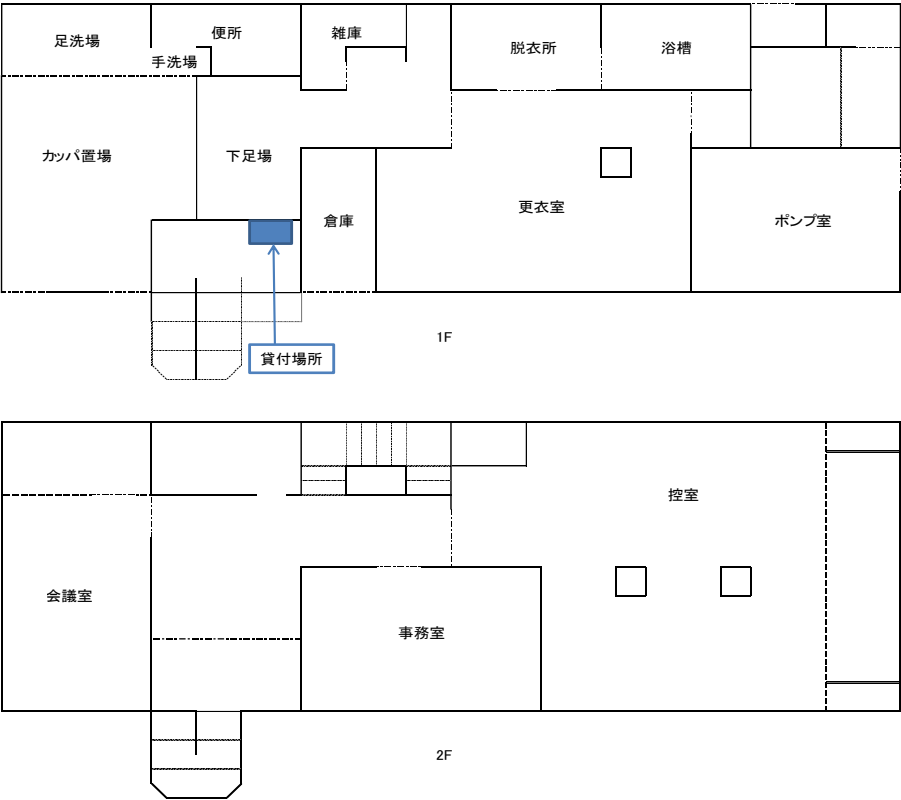 足洗場
便所
雑庫
脱衣所
浴槽
手洗場
カッパ置場
下足場
倉庫
更衣室
ポンプ室
1F
貸付場所
控室
会議室
事務室
2F